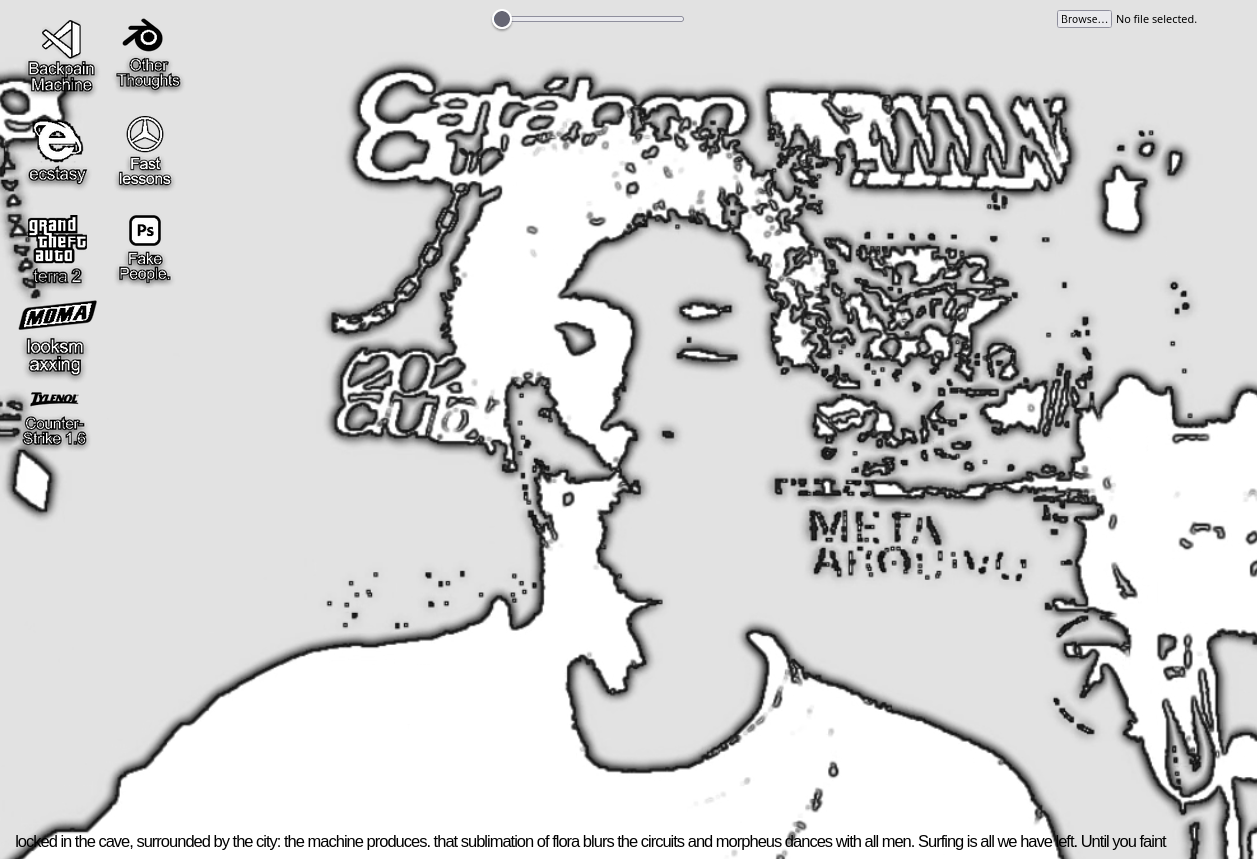 Browse... No file selected.
Backpain
Machine
Other
Thoughts
ecstasy
Fast
lessons
grand
theft
auto
terra 2
Ps
Fake
People.
MDMA
looksm
axxing
TYLENOL
Counter-
Strike 1.6
Catálogo
202
META
locked in the cave, surrounded by the city: the machine produces. that sublimation of flora blurs the circuits and morpheus dances with all men. Surfing is all we have left. Until you faint